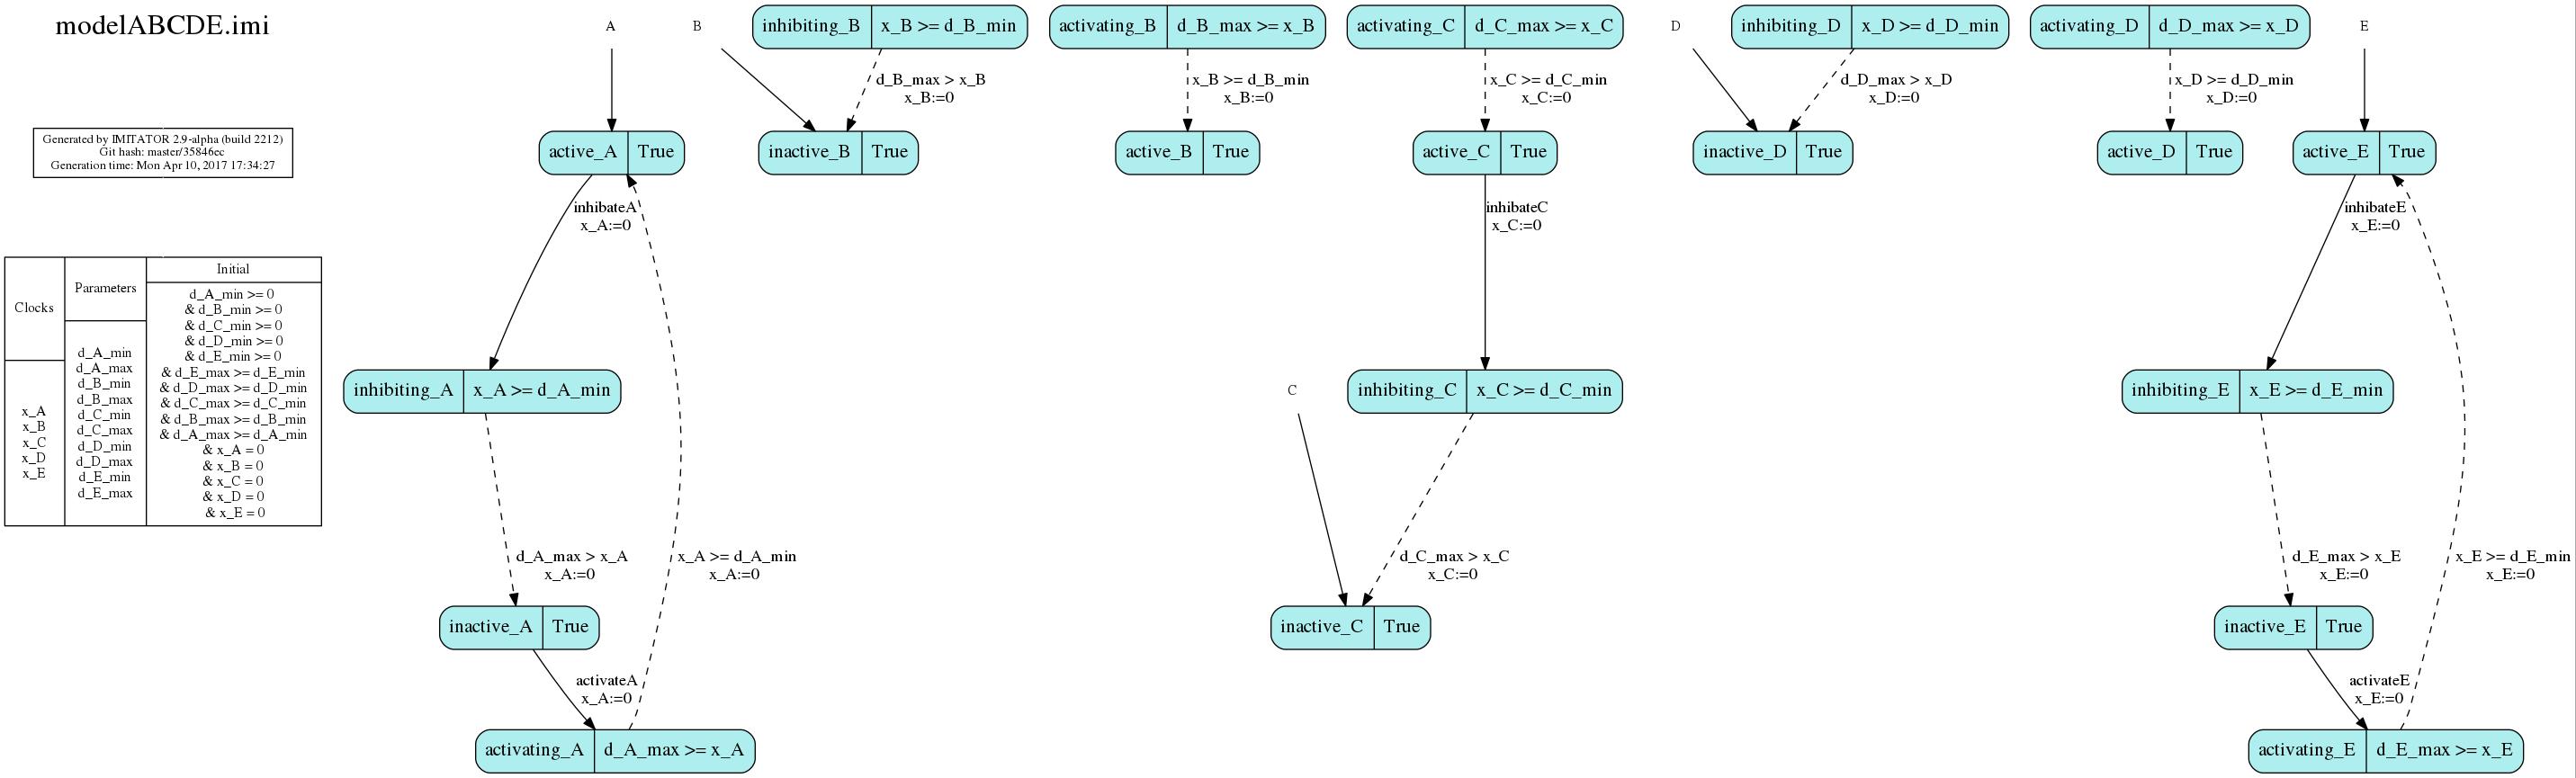 modelABCDE.imi
A
B
inhibiting_B x_B >= d_B_min
activating_B d_B_max >= x_B
activating_C d_C_max >= x_C
D
inhibiting_D x_D >= d_D_min
activating_D d_D_max >= x_D
E
d_B_max > x_B
x_B:=0
x_B >= d_B_min
x_B:=0
x_C >= d_C_min
x_C:=0
d_D_max > x_D
x_D:=0
x_D >= d_D_min
x_D:=0
Generated by IMITATOR 2.9-alpha (build 2212)
Git hash: master/35846ec
Generation time: Mon Apr 10, 2017 17:34:27
active_A True
inactive_B True
active_B True
active_C True
inactive_D True
active_D True
active_E True
inhibateA
x_A:=0
inhibateC
x_C:=0
inhibateE
x_E:=0
Clocks
x_A
x_B
x_C
x_D
x_E
Parameters
d_A_min
d_A_max
d_B_min
d_B_max
d_C_min
d_C_max
d_D_min
d_D_max
d_E_min
d_E_max
Initial
d_A_min >= 0
& d_B_min >= 0
& d_C_min >= 0
& d_D_min >= 0
& d_E_min >= 0
& d_E_max >= d_E_min
& d_D_max >= d_D_min
& d_C_max >= d_C_min
& d_B_max >= d_B_min
& d_A_max >= d_A_min
& x_A = 0
& x_B = 0
& x_C = 0
& x_D = 0
& x_E = 0
inhibiting_A x_A >= d_A_min
C
inhibiting_C x_C >= d_C_min
inhibiting_E x_E >= d_E_min
d_A_max > x_A
x_A:=0
x_A >= d_A_min
x_A:=0
d_C_max > x_C
x_C:=0
d_E_max > x_E
x_E:=0
x_E >= d_E_min
x_E:=0
inactive_A True
inactive_C True
inactive_E True
activateA
x_A:=0
activateE
x_E:=0
activating_A d_A_max >= x_A
activating_E d_E_max >= x_E